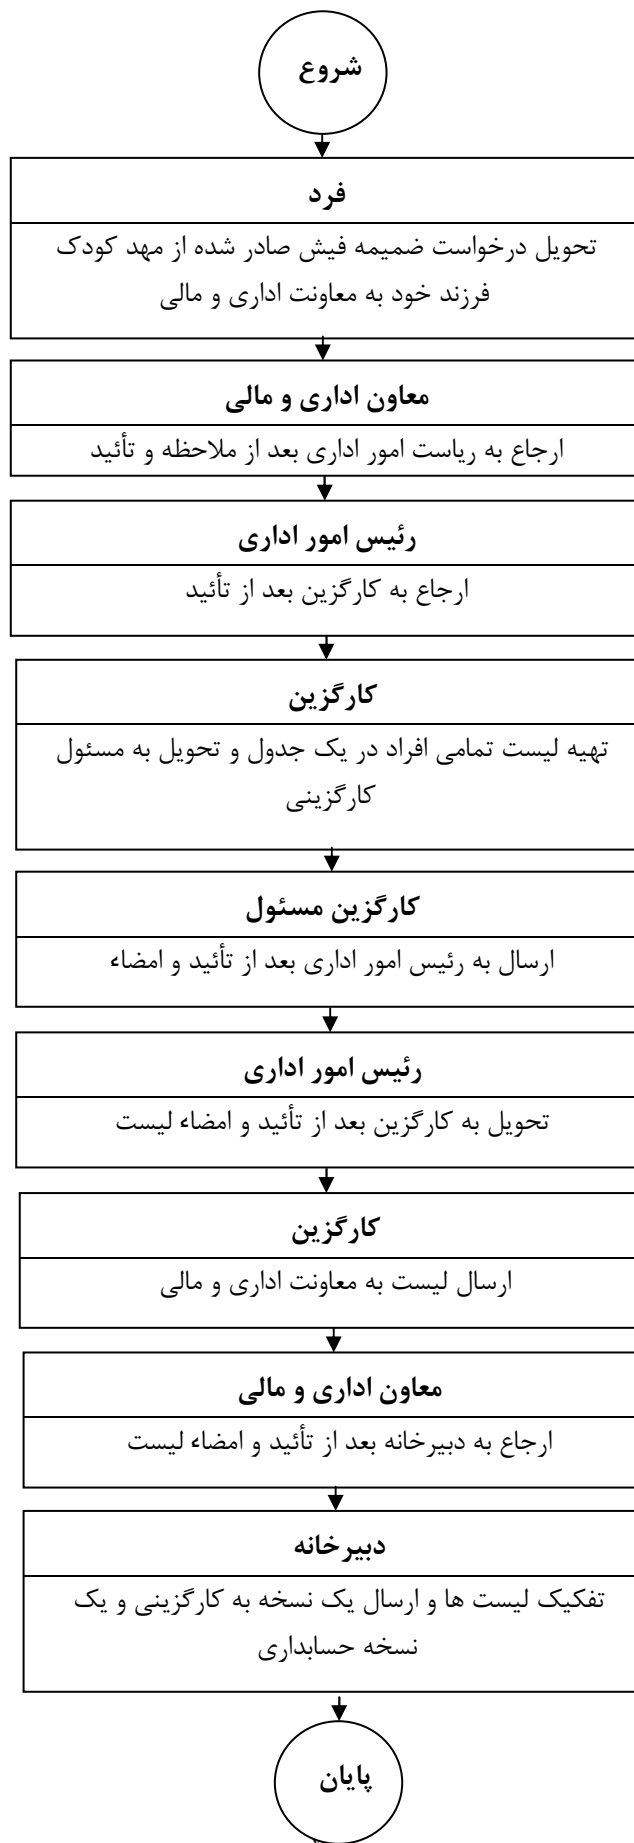 شروع
فرد
تحویل درخواست ضمیمه فیش صادر شده از مهد کودک
فرزند خود به معاونت اداری و مالی
معاون اداری و مالی
ارجاع به ریاست امور اداری بعد از ملاحظه و تأئید
رئیس امور اداری
ارجاع به کارگزین بعد از تأئید
کارگزین
تهیه لیست تمامی افراد در یک جدول و تحویل به مسئول
کارگزینی
کارگزین مسئول
ارسال به رئیس امور اداری بعد از تأئید و امضاء
رئیس امور اداری
تحویل به کارگزین بعد از تأئید و امضاء لیست
کارگزین
ارسال لیست به معاونت اداری و مالی
معاون اداری و مالی
ارجاع به دبیرخانه بعد از تأئید و امضاء لیست
دبیرخانه
تفکیک لیست ها و ارسال یک نسخه به کارگزینی و یک
نسخه حسابداری
پایان